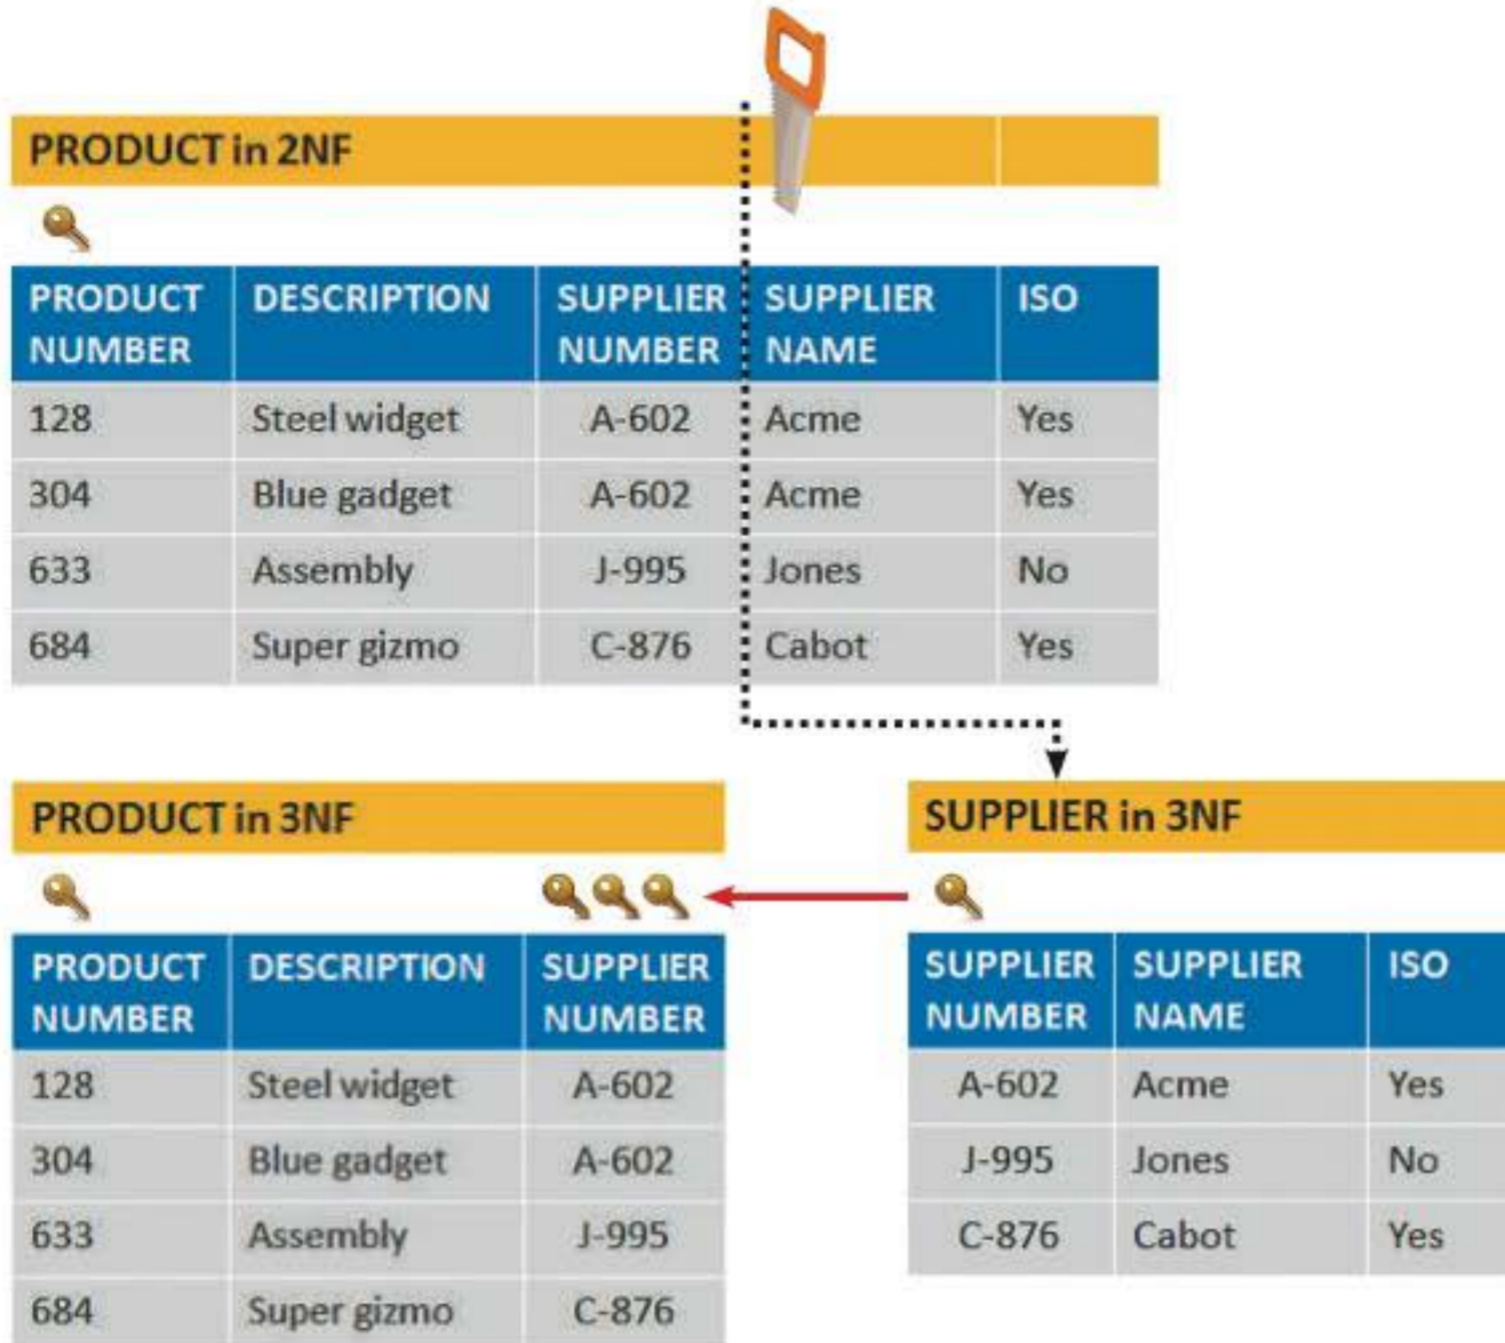 PRODUCT in 2NF
PRODUCT NUMBER DESCRIPTION SUPPLIER NUMBER SUPPLIER NAME ISO
128 Steel widget A-602 Acme Yes
304 Blue gadget A-602 Acme Yes
633 Assembly J-995 Jones No
684 Super gizmo C-876 Cabot Yes
PRODUCT in 3NF
PRODUCT NUMBER DESCRIPTION SUPPLIER NUMBER
128 Steel widget A-602
304 Blue gadget A-602
633 Assembly J-995
684 Super gizmo C-876
SUPPLIER in 3NF
SUPPLIER NUMBER SUPPLIER NAME ISO
A-602 Acme Yes
J-995 Jones No
C-876 Cabot Yes